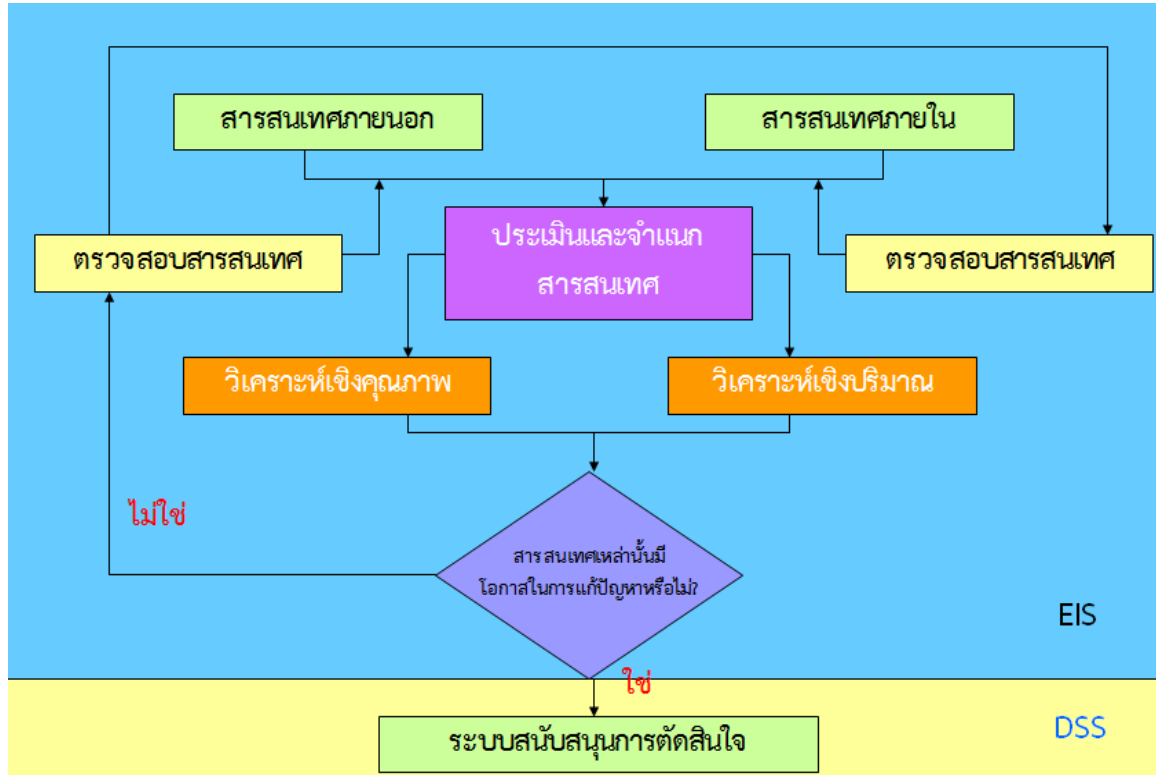 สารสนเทศภายนอก
สารสนเทศภายใน
ประเมินและจำแนก
สารสนเทศ
ตรวจสอบสารสนเทศ
ตรวจสอบสารสนเทศ
วิเคราะห์เชิงคุณภาพ
วิเคราะห์เชิงปริมาณ
ไม่ใช่
สารสนเทศเหล่านั้นมี
โอกาสในการแก้ปัญหาหรือไม่?
EIS
ใช่
ระบบสนับสนุนการตัดสินใจ
DSS